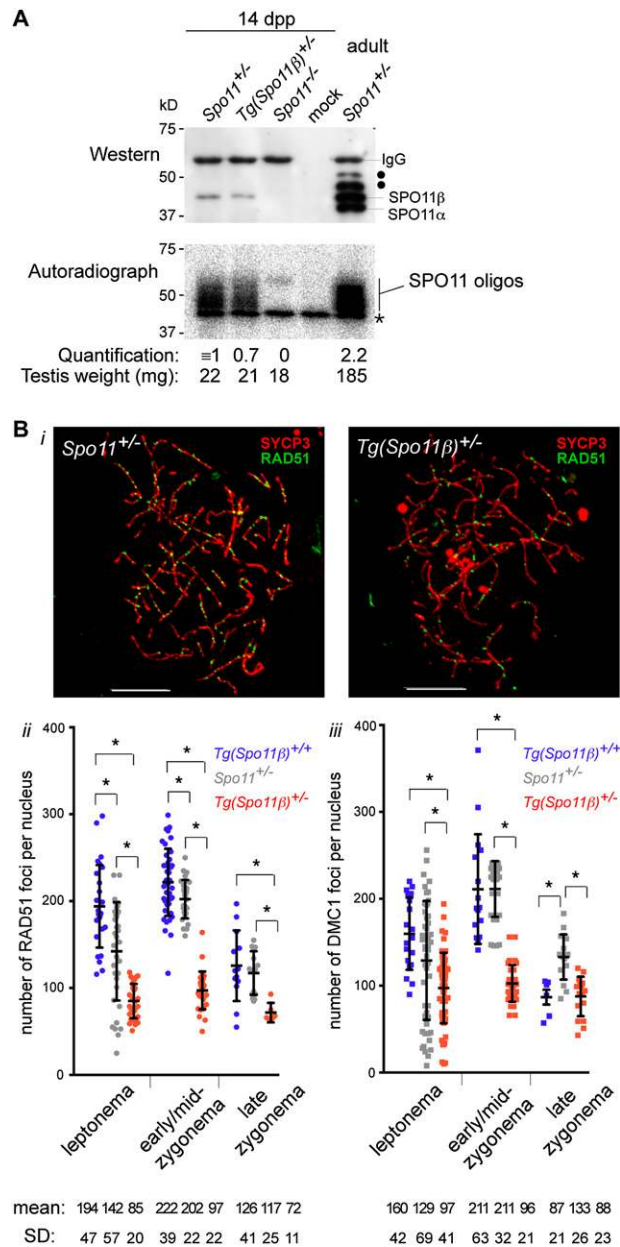 A
14 dpp
adult
Spo11+/-
Tg(Spo11β)+/-
Spo11-/-
mock
Spo11+/-
kD
75
Western
50
37
IgG
SPO11β
SPO11α
75
Autoradiograph
50
37
SPO11 oligos
*
Quantification: ≡1 0.7 0 2.2
Testis weight (mg): 22 21 18 185
B
i
Spo11+/-
SYCP3
RAD51
Tg(Spo11β)+/-
SYCP3
RAD51
ii
number of RAD51 foci per nucleus
400
300
200
100
0
* * * * * * * *
Tg(Spo11β)+/+
Spo11+/-
Tg(Spo11β)+/-
leptonema
early/mid-zygonema
late zygonema
mean: 194 142 85 222 202 97 126 117 72
SD: 47 57 20 39 22 22 41 25 11
iii
number of DMC1 foci per nucleus
400
300
200
100
0
* * * * * *
Tg(Spo11β)+/+
Spo11+/-
Tg(Spo11β)+/-
leptonema
early/mid-zygonema
late zygonema
160 129 97 211 211 96 87 133 88
42 69 41 63 32 21 21 26 23